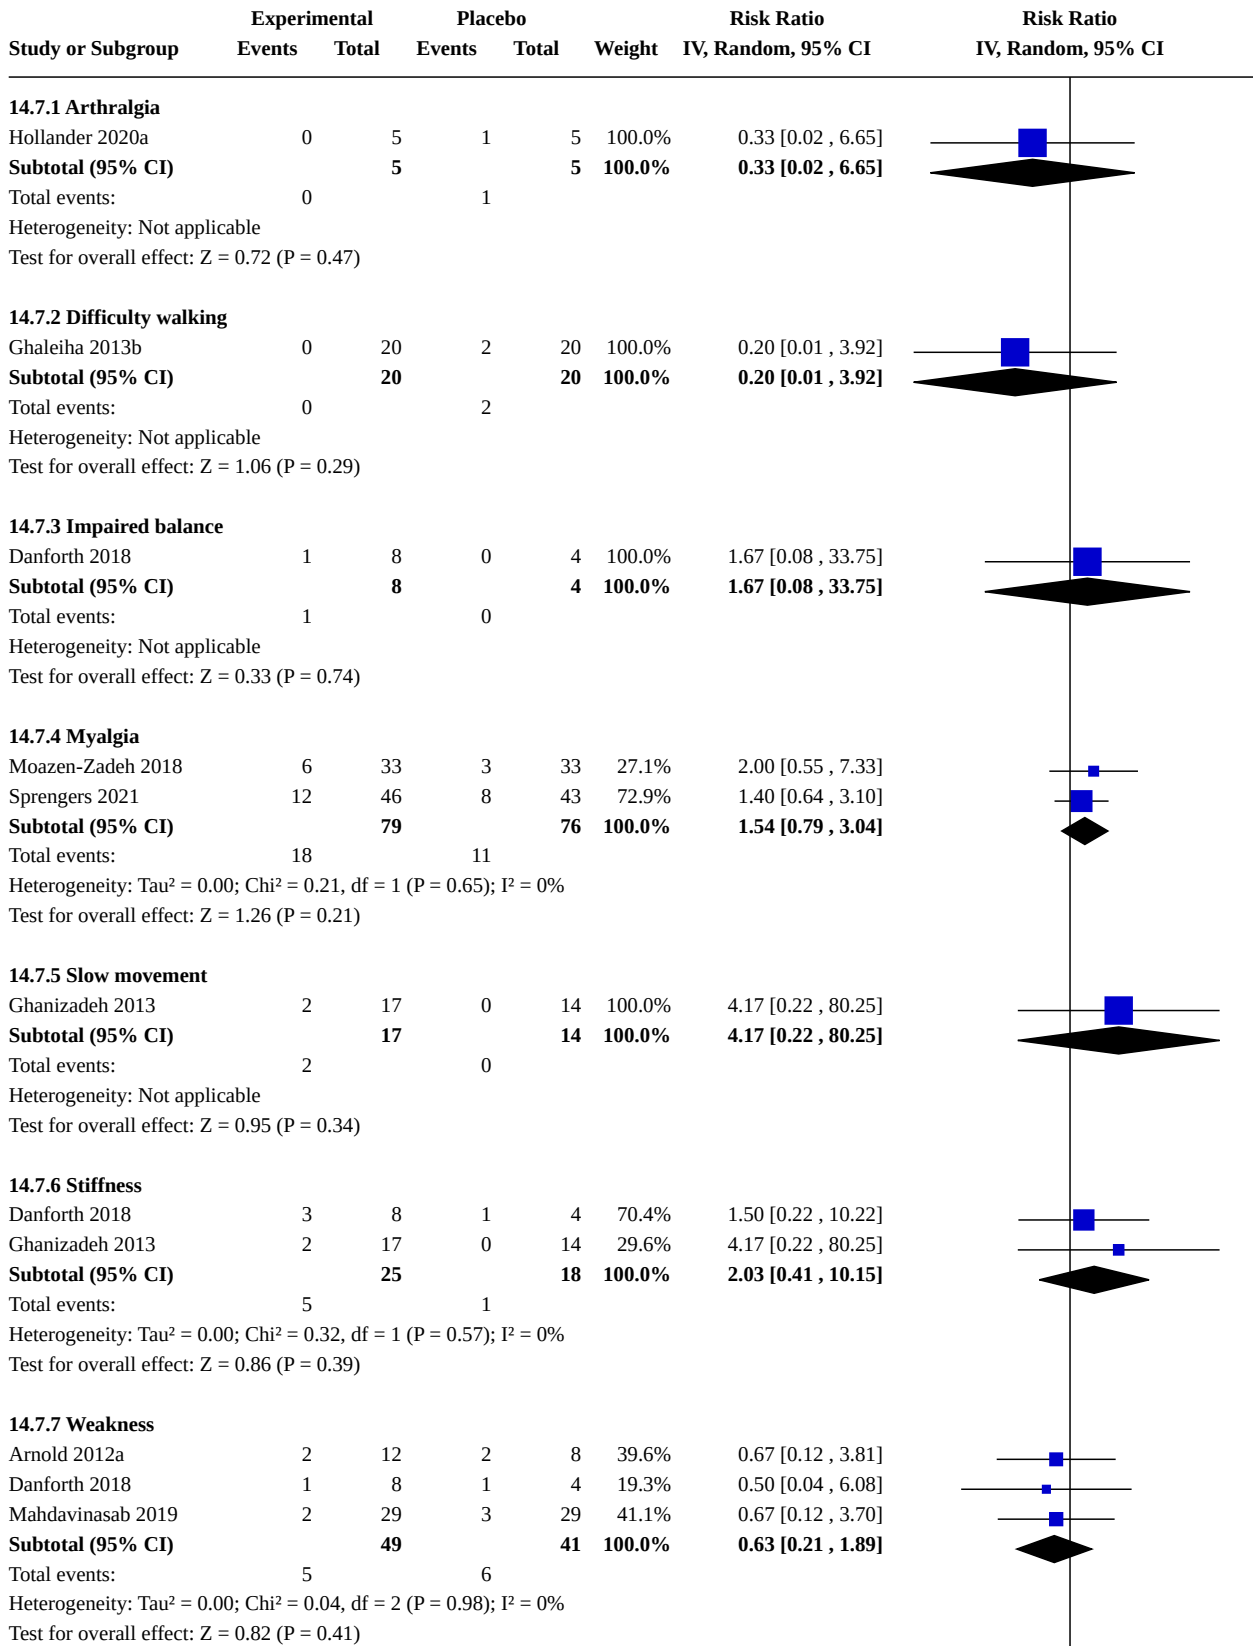 Experimental Placebo Risk Ratio Risk Ratio
Study or Subgroup Events Total Events Total Weight IV, Random, 95% CI IV, Random, 95% CI
14.7.1 Arthralgia
Hollander 2020a 0 5 1 5 100.0% 0.33 [0.02 , 6.65]
Subtotal (95% CI) 5 5 100.0% 0.33 [0.02 , 6.65]
Total events: 0 1
Heterogeneity: Not applicable
Test for overall effect: Z = 0.72 (P = 0.47)
14.7.2 Difficulty walking
Ghaleiha 2013b 0 20 2 20 100.0% 0.20 [0.01 , 3.92]
Subtotal (95% CI) 20 20 100.0% 0.20 [0.01 , 3.92]
Total events: 0 2
Heterogeneity: Not applicable
Test for overall effect: Z = 1.06 (P = 0.29)
14.7.3 Impaired balance
Danforth 2018 1 8 0 4 100.0% 1.67 [0.08 , 33.75]
Subtotal (95% CI) 8 4 100.0% 1.67 [0.08 , 33.75]
Total events: 1 0
Heterogeneity: Not applicable
Test for overall effect: Z = 0.33 (P = 0.74)
14.7.4 Myalgia
Moazen-Zadeh 2018 6 33 3 33 27.1% 2.00 [0.55 , 7.33]
Sprengers 2021 12 46 8 43 72.9% 1.40 [0.64 , 3.10]
Subtotal (95% CI) 79 76 100.0% 1.54 [0.79 , 3.04]
Total events: 18 11
Heterogeneity: Tau² = 0.00; Chi² = 0.21, df = 1 (P = 0.65); I² = 0%
Test for overall effect: Z = 1.26 (P = 0.21)
14.7.5 Slow movement
Ghanizadeh 2013 2 17 0 14 100.0% 4.17 [0.22 , 80.25]
Subtotal (95% CI) 17 14 100.0% 4.17 [0.22 , 80.25]
Total events: 2 0
Heterogeneity: Not applicable
Test for overall effect: Z = 0.95 (P = 0.34)
14.7.6 Stiffness
Danforth 2018 3 8 1 4 70.4% 1.50 [0.22 , 10.22]
Ghanizadeh 2013 2 17 0 14 29.6% 4.17 [0.22 , 80.25]
Subtotal (95% CI) 25 18 100.0% 2.03 [0.41 , 10.15]
Total events: 5 1
Heterogeneity: Tau² = 0.00; Chi² = 0.32, df = 1 (P = 0.57); I² = 0%
Test for overall effect: Z = 0.86 (P = 0.39)
14.7.7 Weakness
Arnold 2012a 2 12 2 8 39.6% 0.67 [0.12 , 3.81]
Danforth 2018 1 8 1 4 19.3% 0.50 [0.04 , 6.08]
Mahdavinasab 2019 2 29 3 29 41.1% 0.67 [0.12 , 3.70]
Subtotal (95% CI) 49 41 100.0% 0.63 [0.21 , 1.89]
Total events: 5 6
Heterogeneity: Tau² = 0.00; Chi² = 0.04, df = 2 (P = 0.98); I² = 0%
Test for overall effect: Z = 0.82 (P = 0.41)